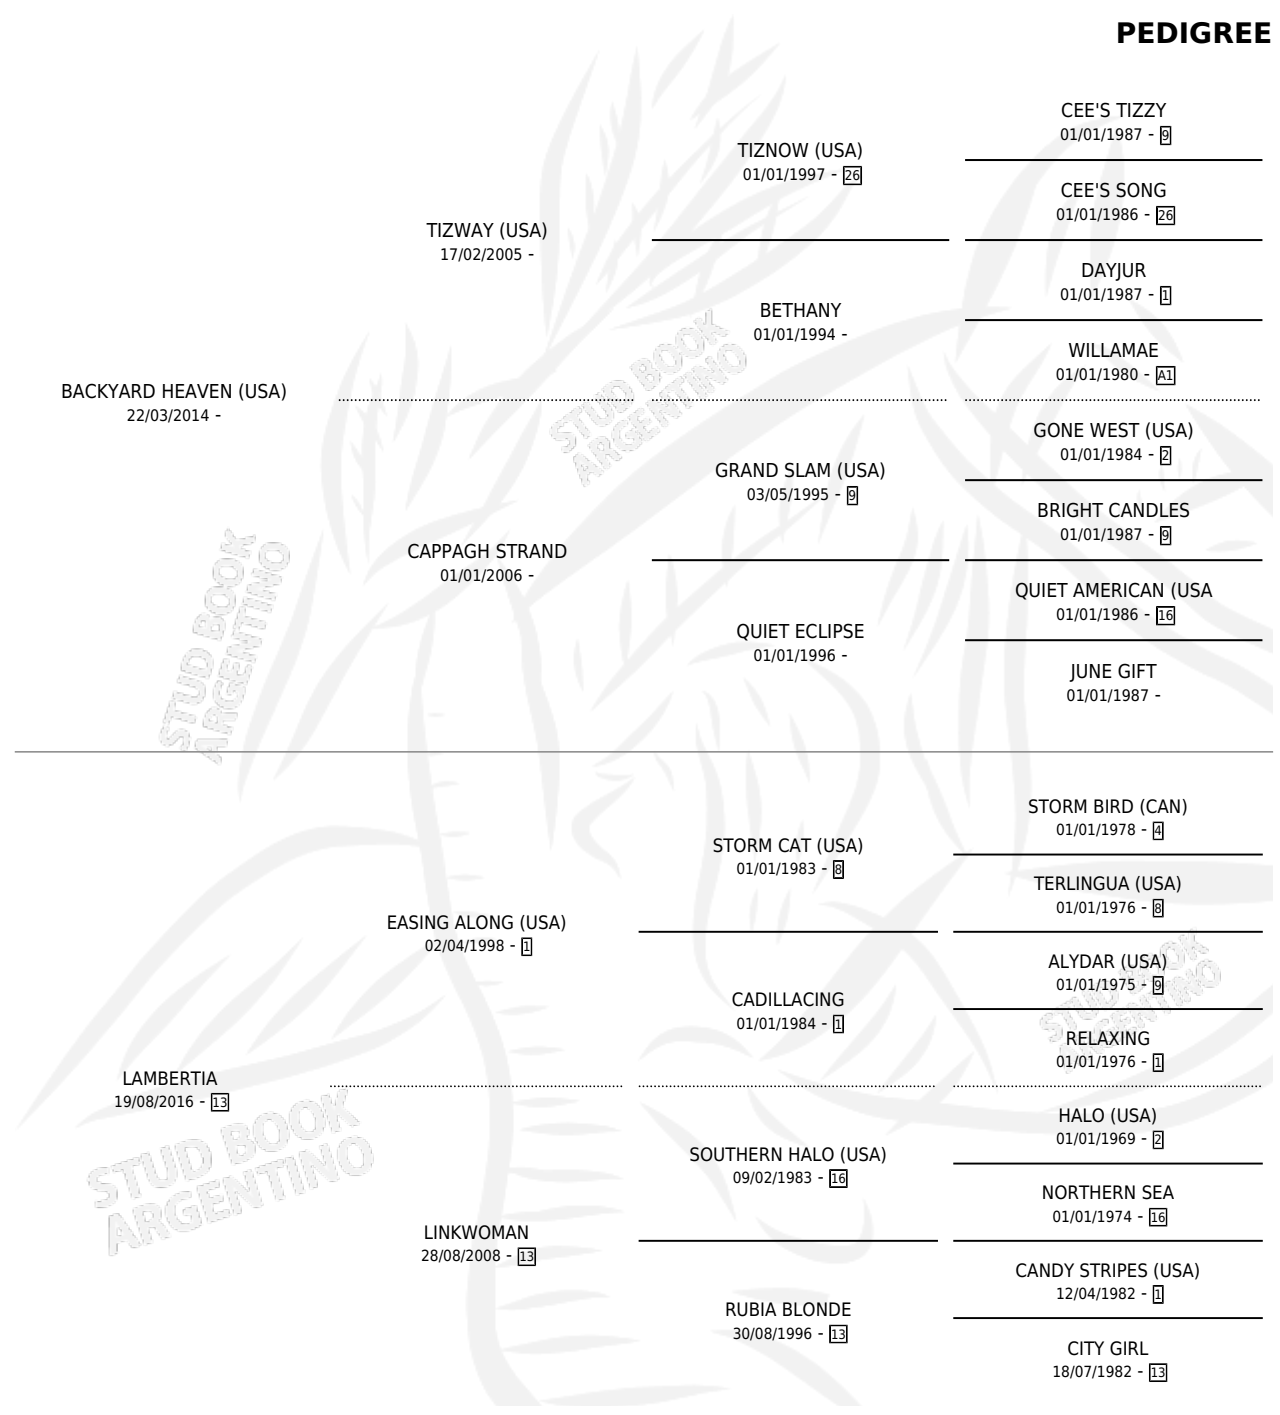 PEDIGREE
CEE'S TIZZY
01/01/1987 - 9
TIZNOW (USA)
01/01/1997 - 26
CEE'S SONG
01/01/1986 - 26
TIZWAY (USA)
17/02/2005 -
DAYJUR
01/01/1987 - 1
BETHANY
01/01/1994 -
WILLAMAE
01/01/1980 - A1
BACKYARD HEAVEN (USA)
22/03/2014 -
STUD BOOK
ARGENTINO
GONE WEST (USA)
01/01/1984 - 2
GRAND SLAM (USA)
03/05/1995 - 9
BRIGHT CANDLES
01/01/1987 - 9
CAPPAGH STRAND
01/01/2006 -
QUIET AMERICAN (USA
01/01/1986 - 16
QUIET ECLIPSE
01/01/1996 -
JUNE GIFT
01/01/1987 -
STUD BOOK
ARGENTINO
STORM BIRD (CAN)
01/01/1978 - 4
STORM CAT (USA)
01/01/1983 - 8
TERLINGUA (USA)
01/01/1976 - 8
EASING ALONG (USA)
02/04/1998 - 1
ALYDAR (USA)
01/01/1975 - 9
CADILLACING
01/01/1984 - 1
STUD BOOK
ARGENTINO
RELAXING
01/01/1976 - 1
LAMBERTIA
19/08/2016 - 13
HALO (USA)
01/01/1969 - 2
SOUTHERN HALO (USA)
09/02/1983 - 16
NORTHERN SEA
01/01/1974 - 16
STUD BOOK
ARGENTINO
LINKWOMAN
28/08/2008 - 13
CANDY STRIPES (USA)
12/04/1982 - 1
RUBIA BLONDE
30/08/1996 - 13
CITY GIRL
18/07/1982 - 13